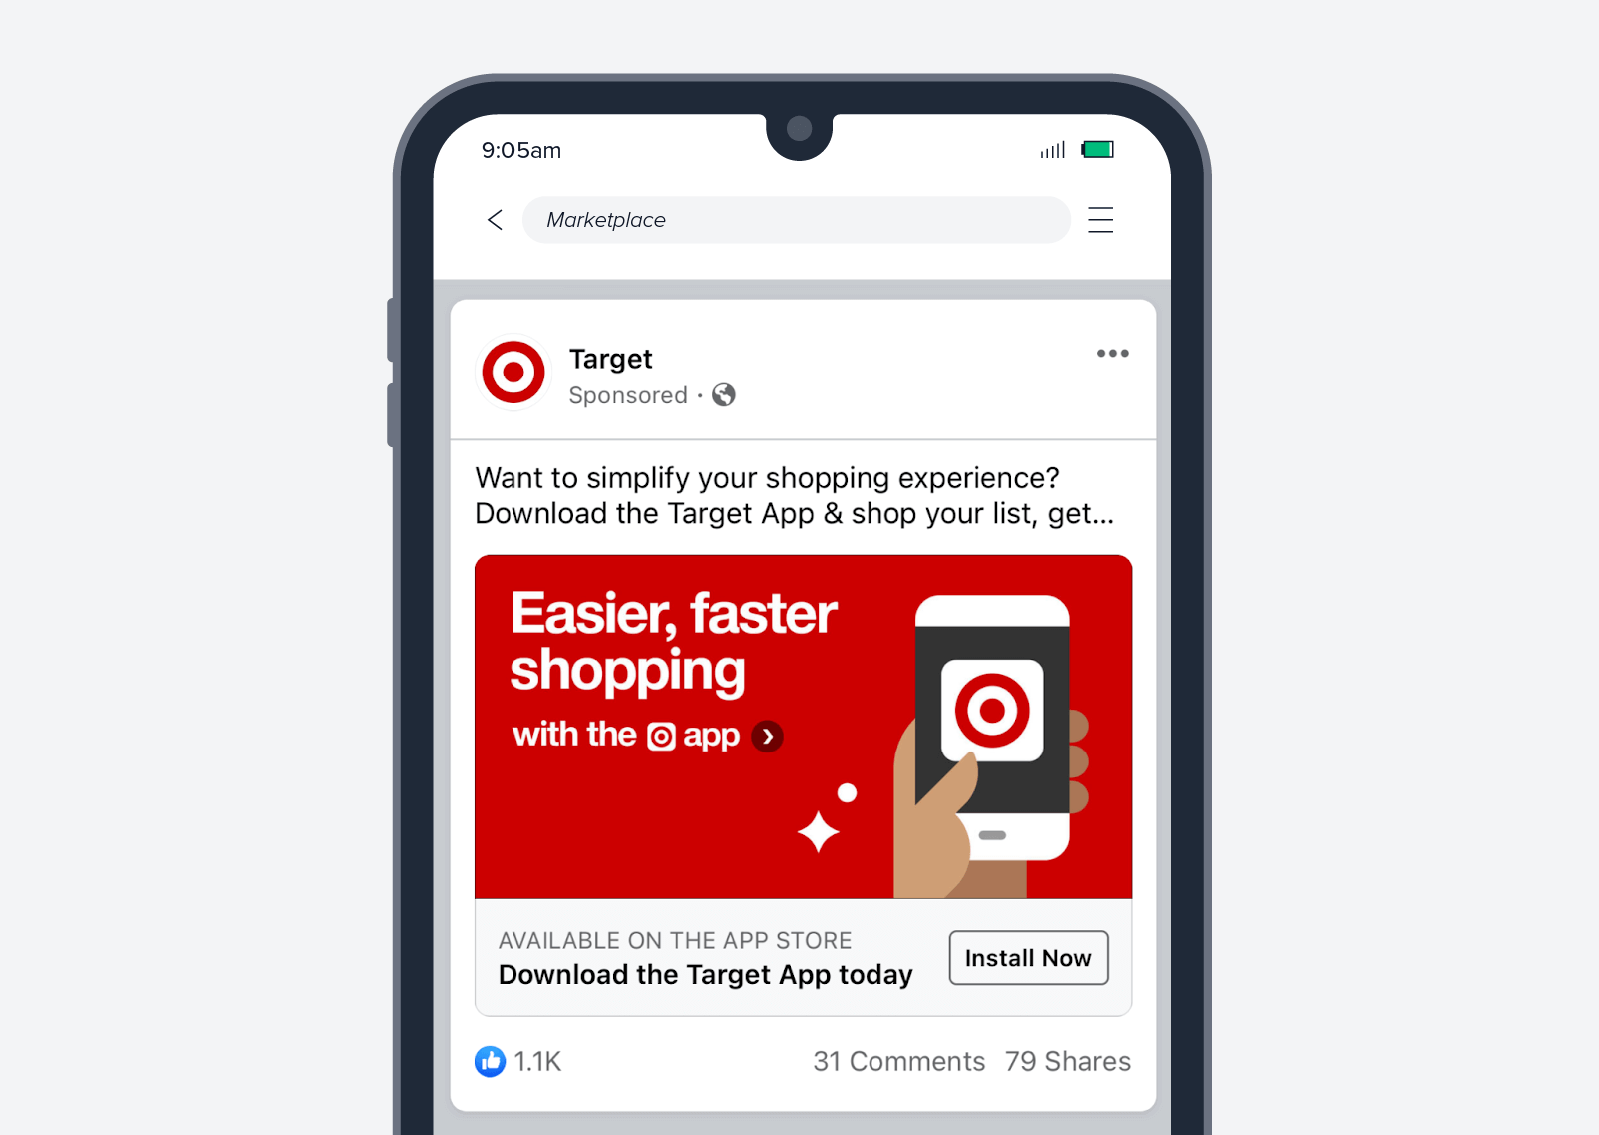 9:05am
Marketplace
Target
Sponsored ·
Want to simplify your shopping experience?
Download the Target App & shop your list, get...
Easier, faster
shopping
with the app
AVAILABLE ON THE APP STORE
Download the Target App today
Install Now
1.1K
31 Comments 79 Shares